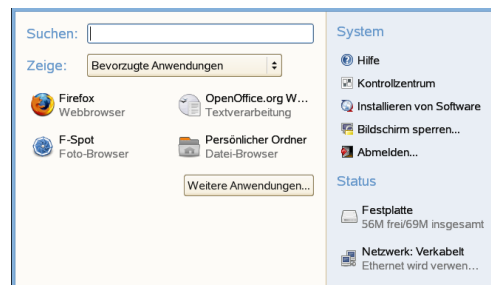 Suchen:
Zeige: Bevorzugte Anwendungen
Firefox
Webbrowser
OpenOffice.org W...
Textverarbeitung
F-Spot
Foto-Browser
Persönlicher Ordner
Datei-Browser
Weitere Anwendungen...
System
Hilfe
Kontrollzentrum
Installieren von Software
Bildschirm sperren...
Abmelden...
Status
Festplatte
56M frei/69M insgesamt
Netzwerk: Verkabelt
Ethernet wird verwen...